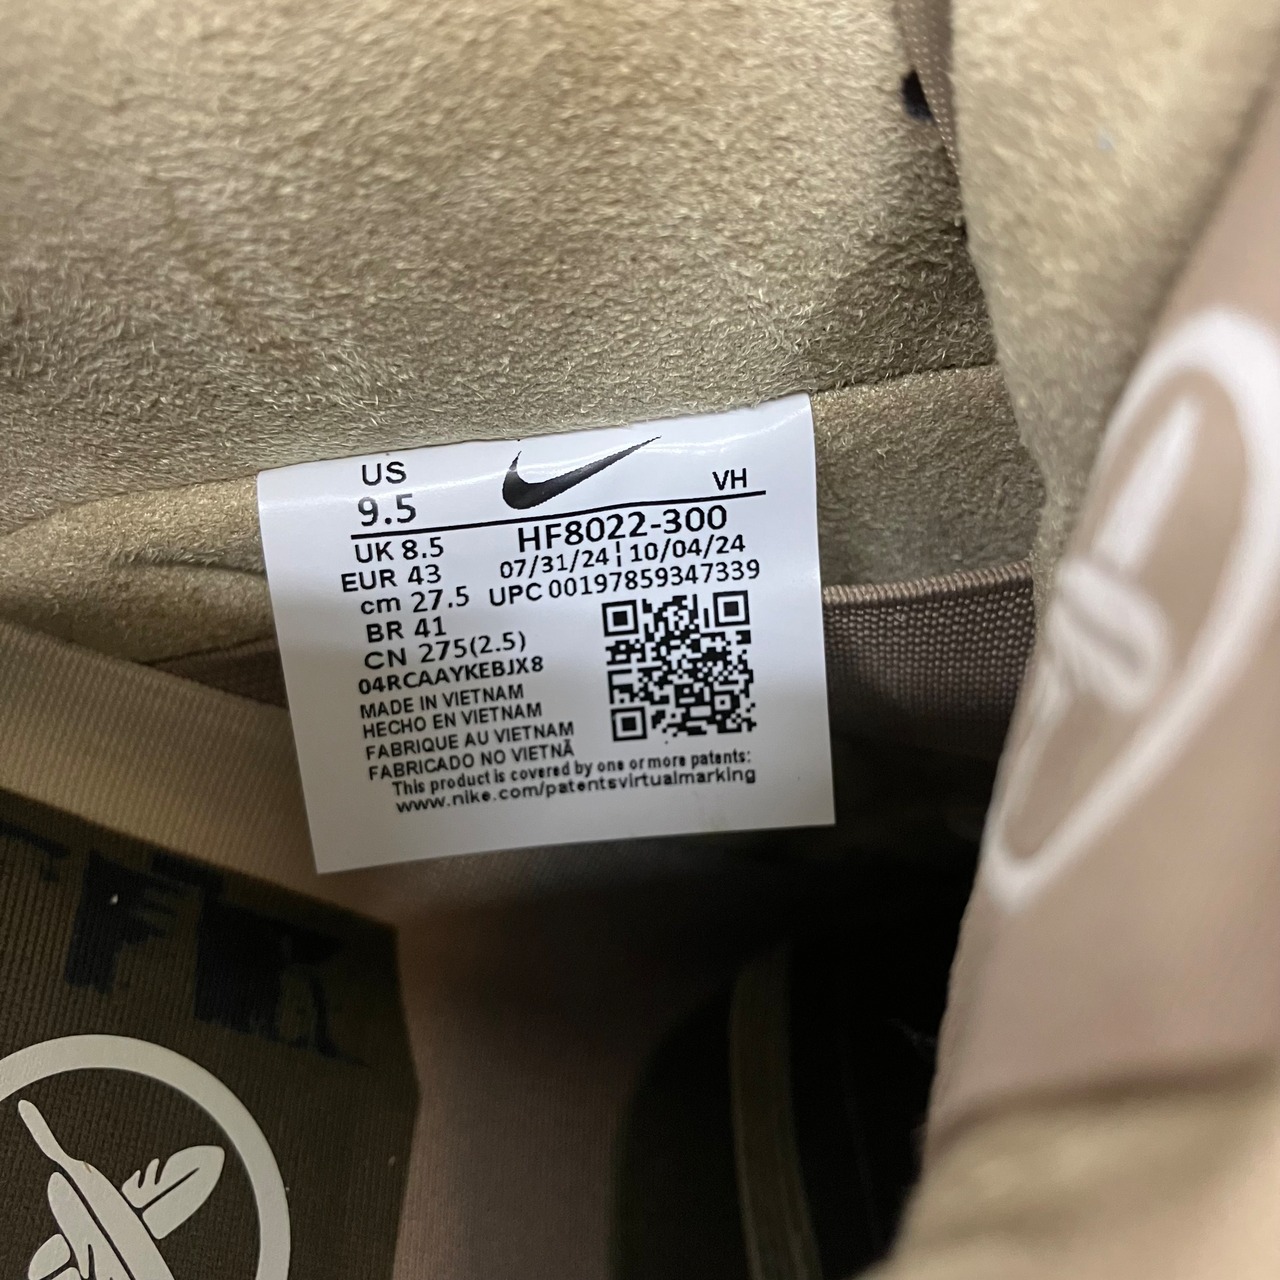 US
9.5
VH
UK 8.5
HF8022-300
EUR 43
07/31/24 | 10/04/24
cm 27.5
UPC 00197859347339
BR 41
CN 275(2.5)
04RCAAYKEBJX8
MADE IN VIETNAM
HECHO EN VIETNAM
FABRIQUE AU VIETNAM
FABRICADO NO VIETNÃ
This product is covered by one or more patents:
www.nike.com/patentsvirtualmarking